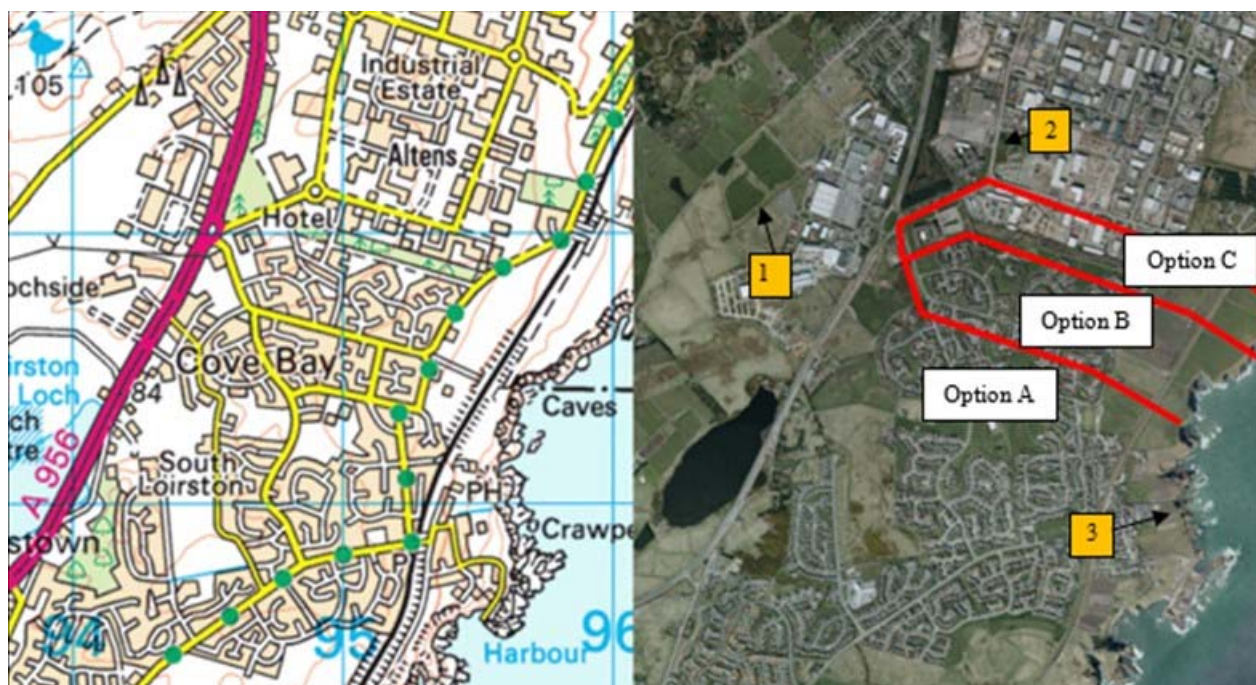 105
Industrial
Estate
Altens
Hotel
ochside
Cove Bay
irston
Loch
ch
tre
84
A 956
Caves
South
Loirston
PH
Crawpe
stown
P
94
95
96
Harbour
2
1
Option C
Option B
Option A
3